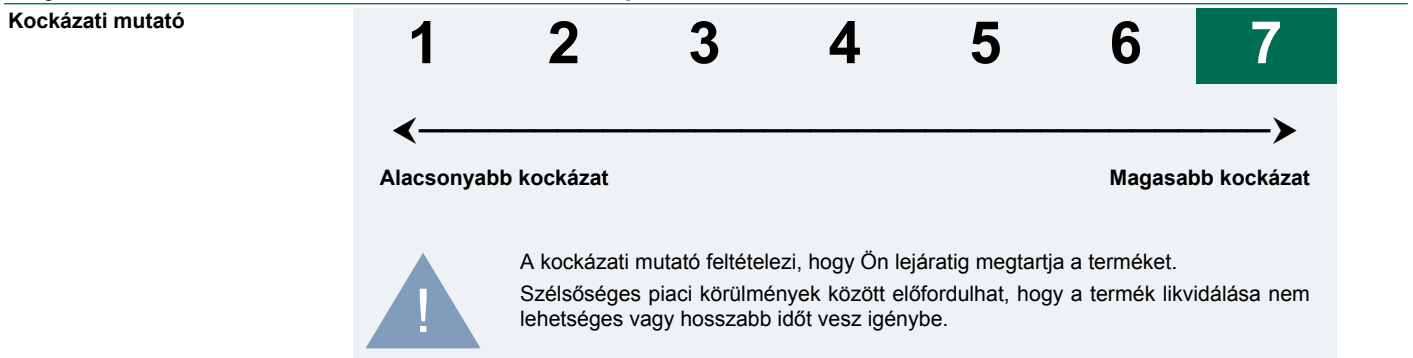 Kockázati mutató
1 2 3 4 5 6 7
Alacsonyabb kockázat Magasabb kockázat
A kockázati mutató feltételezi, hogy Ön lejáratig megtartja a terméket.
Szélsőséges piaci körülmények között előfordulhat, hogy a termék likvidálása nem
lehetséges vagy hosszabb időt vesz igénybe.
!